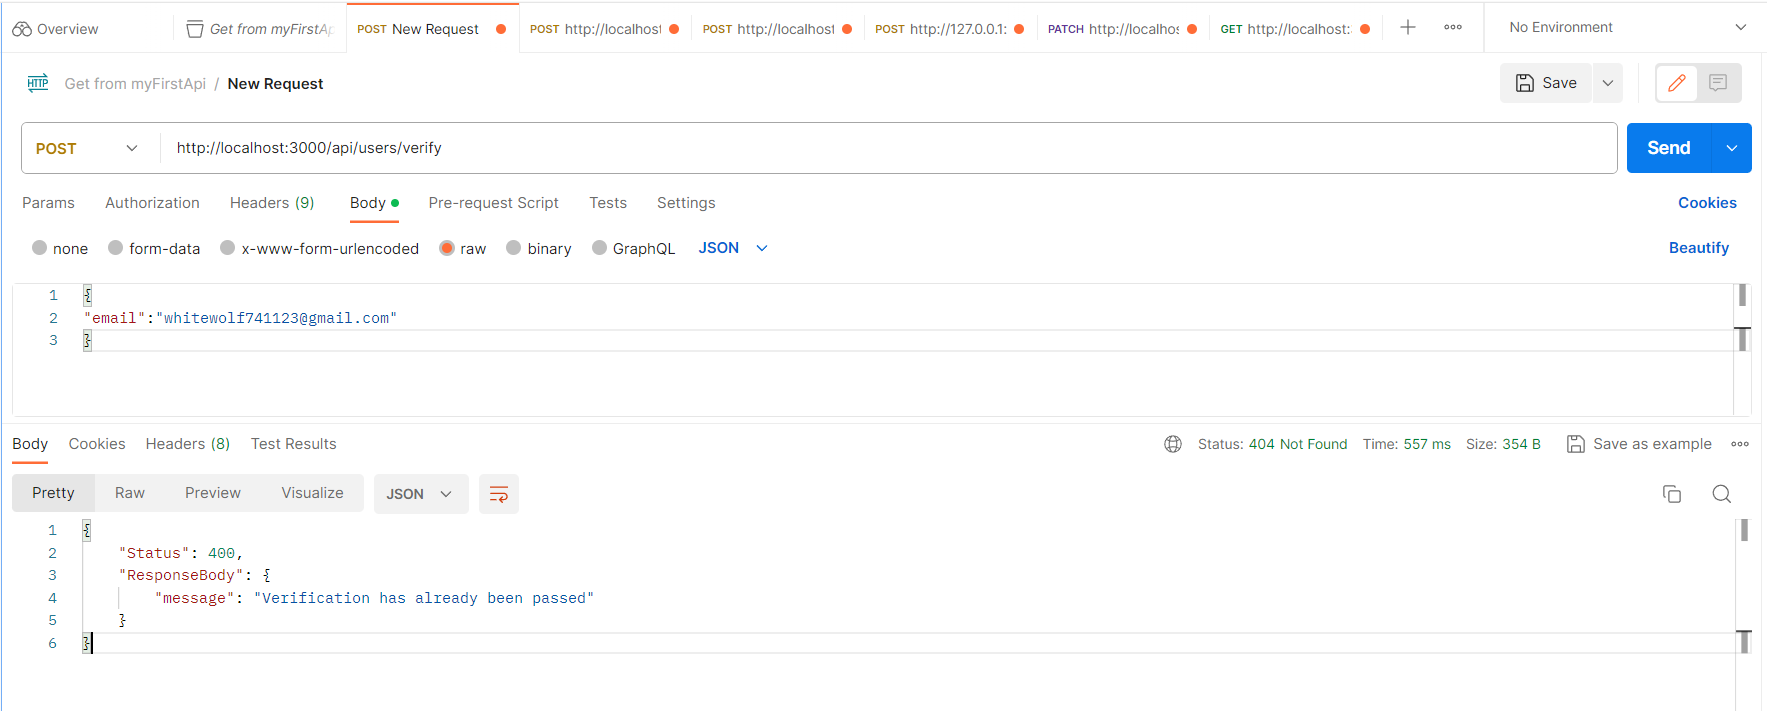 Overview
Get from myFirstAp
POST New Request
POST http://localhost
POST http://localhost
POST http://127.0.0.1:
PATCH http://localhos
GET http://localhost:
No Environment
HTTP Get from myFirstApi / New Request
Save
POST http://localhost:3000/api/users/verify
Send
Params Authorization Headers (9) Body Pre-request Script Tests Settings Cookies
none form-data x-www-form-urlencoded raw binary GraphQL JSON Beautify
1 {
2 "email":"whitewolf741123@gmail.com"
3 }
Body Cookies Headers (8) Test Results Status: 404 Not Found Time: 557 ms Size: 354 B Save as example
Pretty Raw Preview Visualize JSON
1 {
2 "Status": 400,
3 "ResponseBody": {
4 "message": "Verification has already been passed"
5 }
6 }